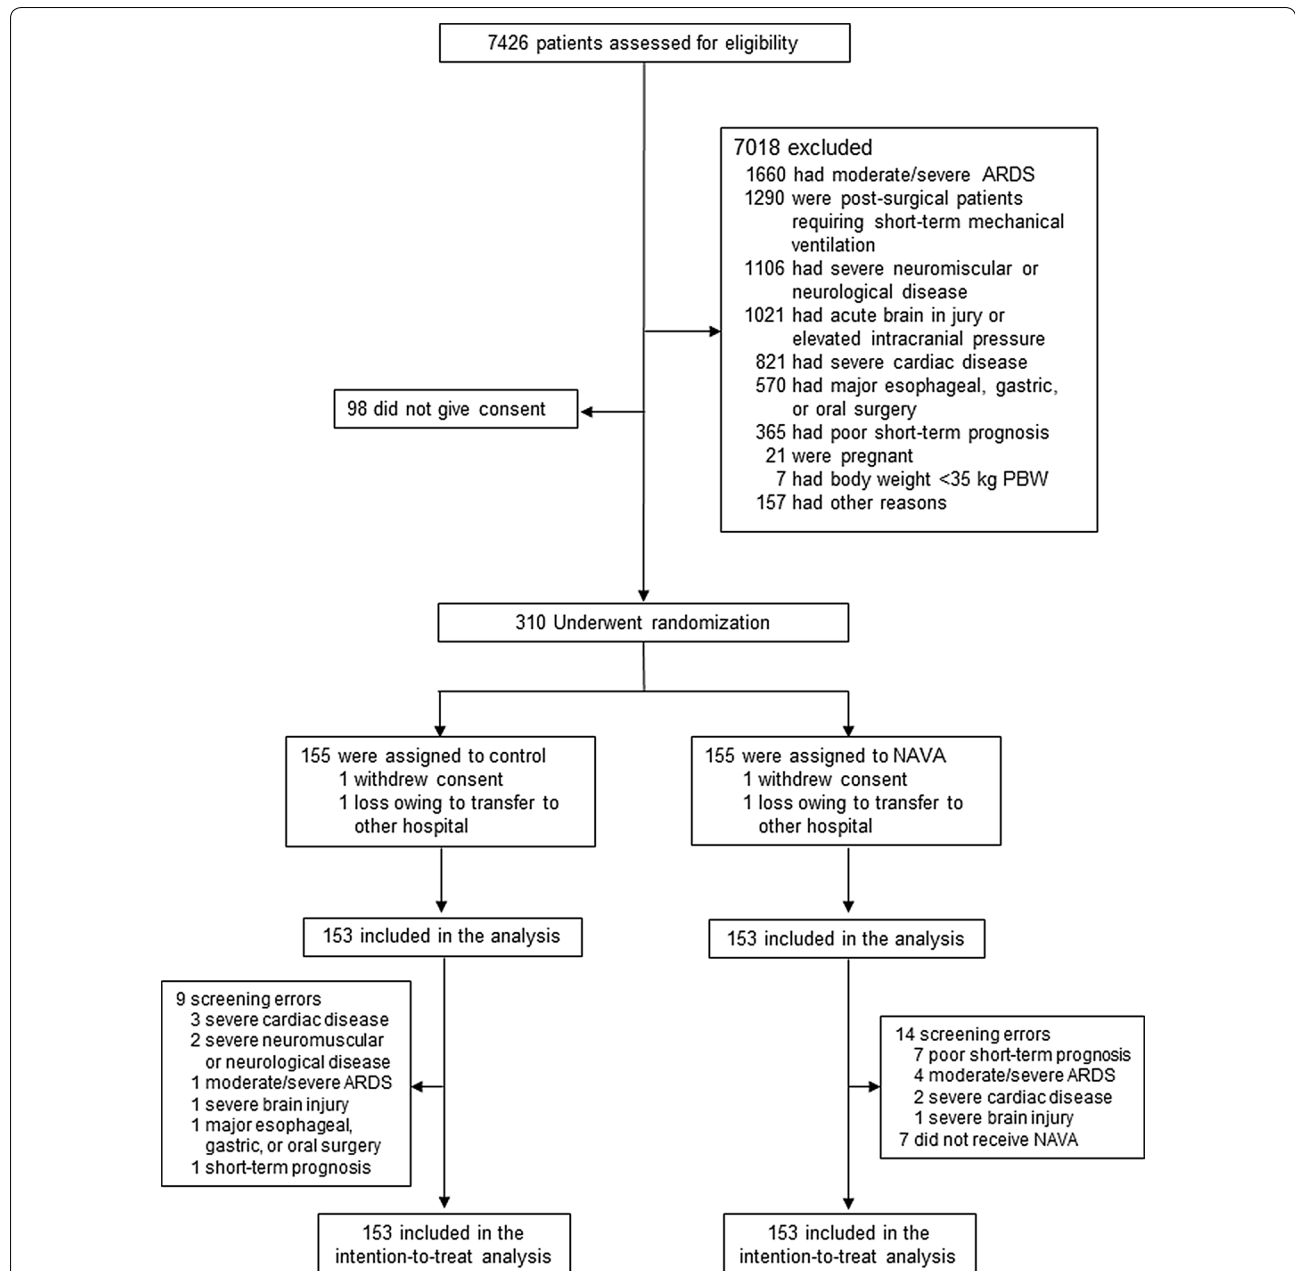 7426 patients assessed for eligibility
7018 excluded
1660 had moderate/severe ARDS
1290 were post-surgical patients
requiring short-term mechanical
ventilation
1106 had severe neuromiscular or
neurological disease
1021 had acute brain in jury or
elevated intracranial pressure
821 had severe cardiac disease
570 had major esophageal, gastric,
or oral surgery
365 had poor short-term prognosis
21 were pregnant
7 had body weight <35 kg PBW
157 had other reasons
98 did not give consent
310 Underwent randomization
155 were assigned to control
1 withdrew consent
1 loss owing to transfer to
other hospital
155 were assigned to NAVA
1 withdrew consent
1 loss owing to transfer to
other hospital
153 included in the analysis
153 included in the analysis
9 screening errors
3 severe cardiac disease
2 severe neuromuscular
or neurological disease
1 moderate/severe ARDS
1 severe brain injury
1 major esophageal,
gastric, or oral surgery
1 short-term prognosis
14 screening errors
7 poor short-term prognosis
4 moderate/severe ARDS
2 severe cardiac disease
1 severe brain injury
7 did not receive NAVA
153 included in the
intention-to-treat analysis
153 included in the
intention-to-treat analysis